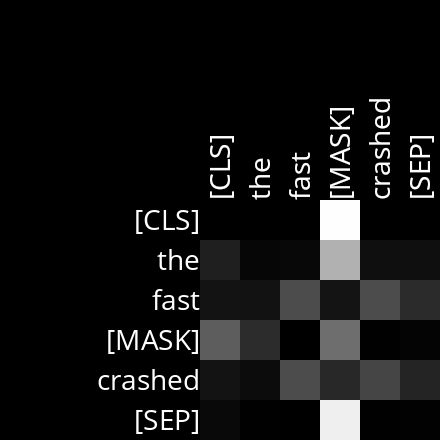 [CLS]
the
fast
[MASK]
crashed
[SEP]
[CLS]
the
fast
[MASK]
crashed
[SEP]